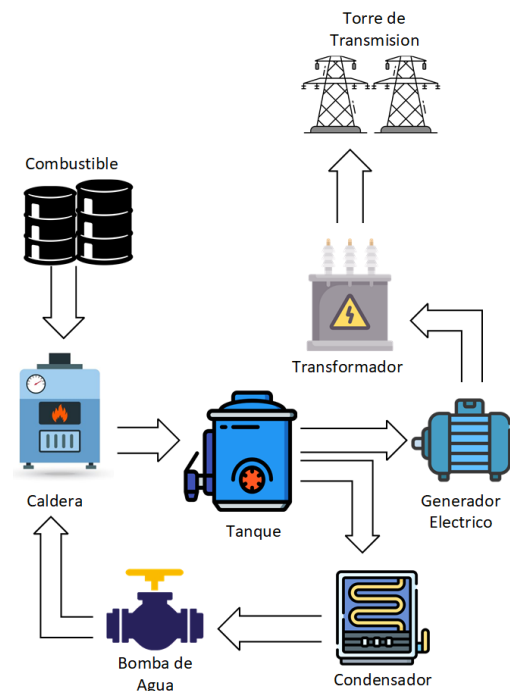 Torre de
Transmision
Combustible
Transformador
Caldera
Tanque
Generador
Electrico
Bomba de
Agua
Condensador